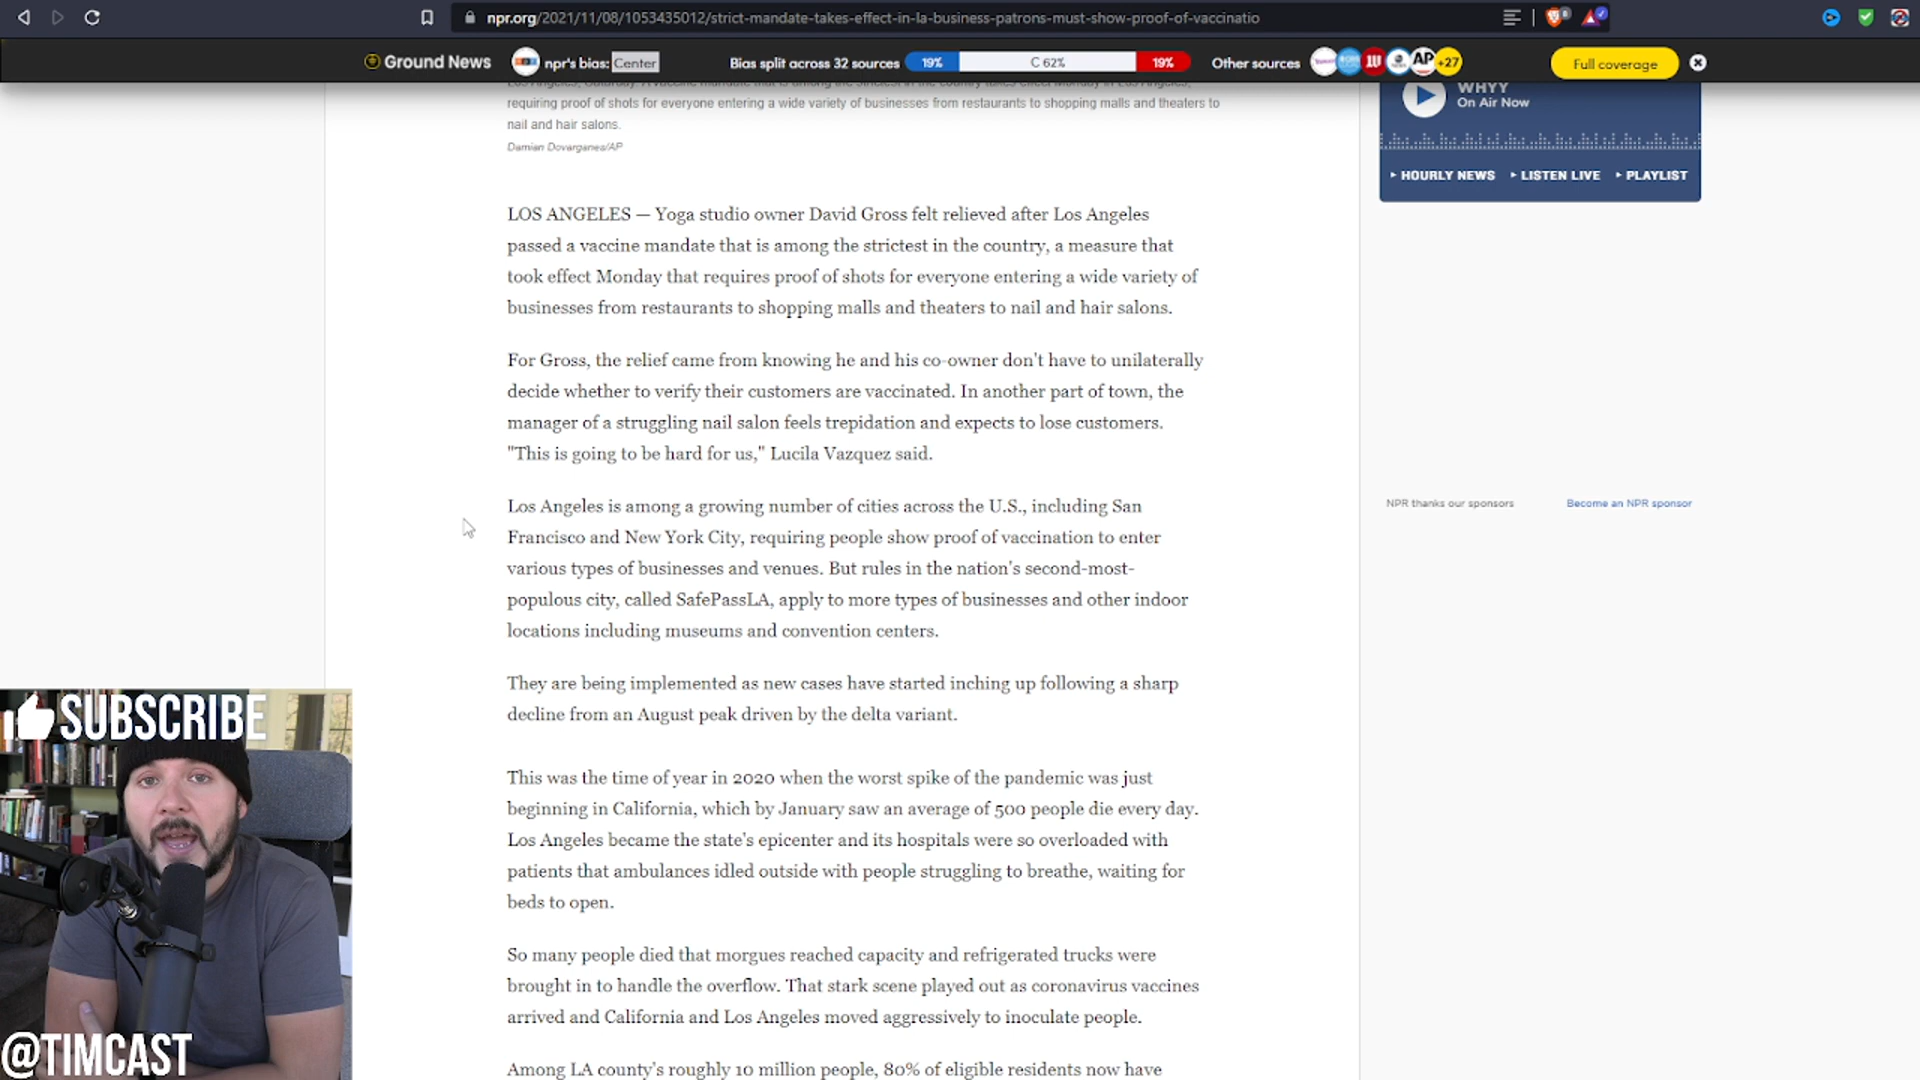 npr.org/2021/11/08/1053435012/strict-mandate-takes-effect-in-la-business-patrons-must-show-proof-of-vaccinatio
Ground News
npr's bias: Center
Bias split across 32 sources
19%
C 62%
19%
Other sources
AP
+27
Full coverage
requiring proof of shots for everyone entering a wide variety of businesses from restaurants to shopping malls and theaters to
nail and hair salons.
Damian Dovarganes/AP
WHYY
On Air Now
HOURLY NEWS
LISTEN LIVE
PLAYLIST
LOS ANGELES — Yoga studio owner David Gross felt relieved after Los Angeles
passed a vaccine mandate that is among the strictest in the country, a measure that
took effect Monday that requires proof of shots for everyone entering a wide variety of
businesses from restaurants to shopping malls and theaters to nail and hair salons.
For Gross, the relief came from knowing he and his co-owner don't have to unilaterally
decide whether to verify their customers are vaccinated. In another part of town, the
manager of a struggling nail salon feels trepidation and expects to lose customers.
"This is going to be hard for us," Lucila Vazquez said.
Los Angeles is among a growing number of cities across the U.S., including San
Francisco and New York City, requiring people show proof of vaccination to enter
various types of businesses and venues. But rules in the nation's second-most-
populous city, called SafePassLA, apply to more types of businesses and other indoor
locations including museums and convention centers.
NPR thanks our sponsors
Become an NPR sponsor
They are being implemented as new cases have started inching up following a sharp
decline from an August peak driven by the delta variant.
This was the time of year in 2020 when the worst spike of the pandemic was just
beginning in California, which by January saw an average of 500 people die every day.
Los Angeles became the state's epicenter and its hospitals were so overloaded with
patients that ambulances idled outside with people struggling to breathe, waiting for
beds to open.
So many people died that morgues reached capacity and refrigerated trucks were
brought in to handle the overflow. That stark scene played out as coronavirus vaccines
arrived and California and Los Angeles moved aggressively to inoculate people.
Among LA county's roughly 10 million people, 80% of eligible residents now have
SUBSCRIBE
@TIMCAST